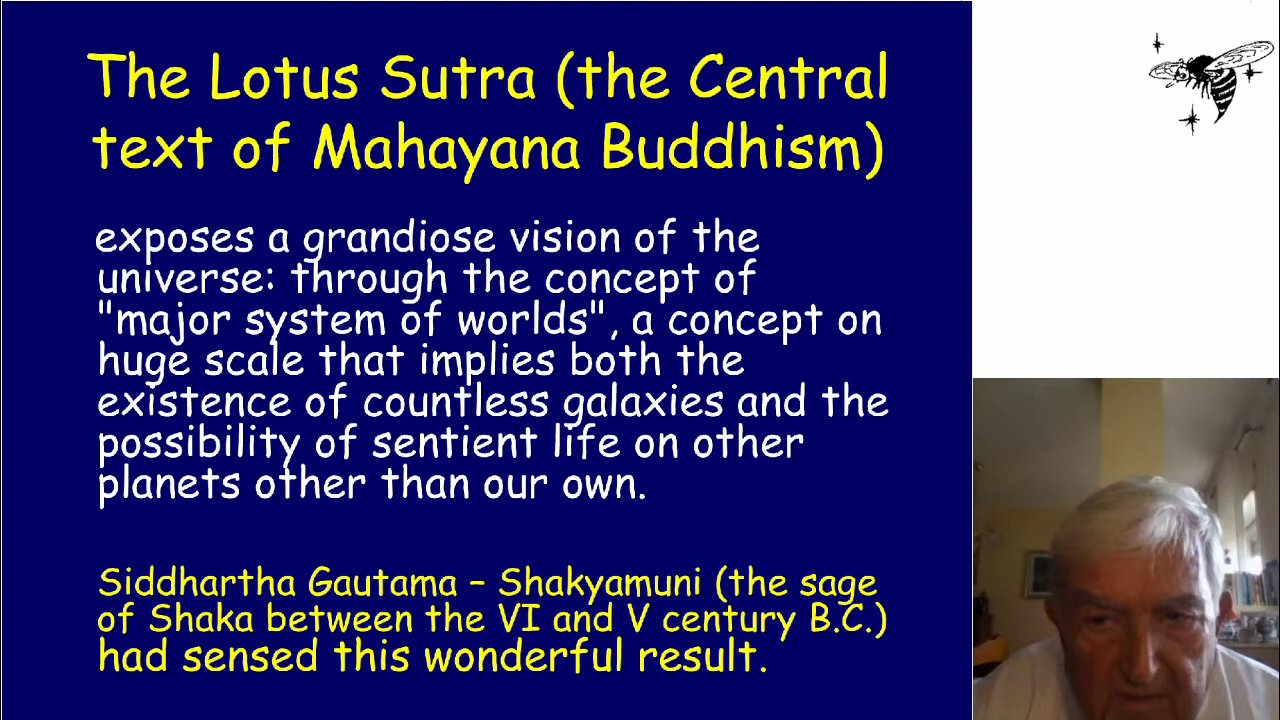 The Lotus Sutra (the Central
text of Mahayana Buddhism)
exposes a grandiose vision of the
universe: through the concept of
"major system of worlds", a concept on
huge scale that implies both the
existence of countless galaxies and the
possibility of sentient life on other
planets other than our own.
Siddhartha Gautama – Shakyamuni (the sage
of Shaka between the VI and V century B.C.)
had sensed this wonderful result.